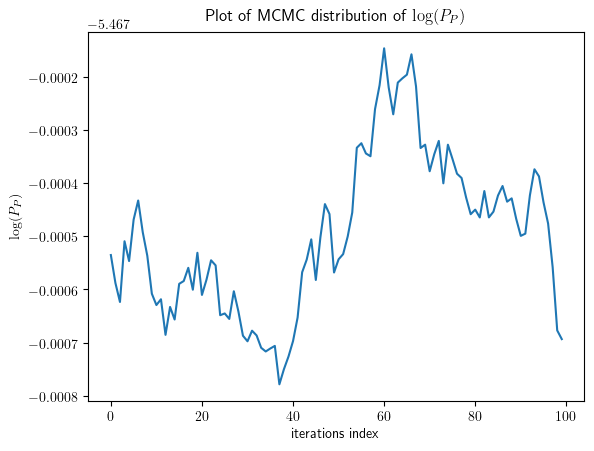 Plot of MCMC distribution of log(P_P)
−5.467
−0.0002
−0.0003
−0.0004
−0.0005
−0.0006
−0.0007
−0.0008
log(P_P)
0 20 40 60 80 100
iterations index